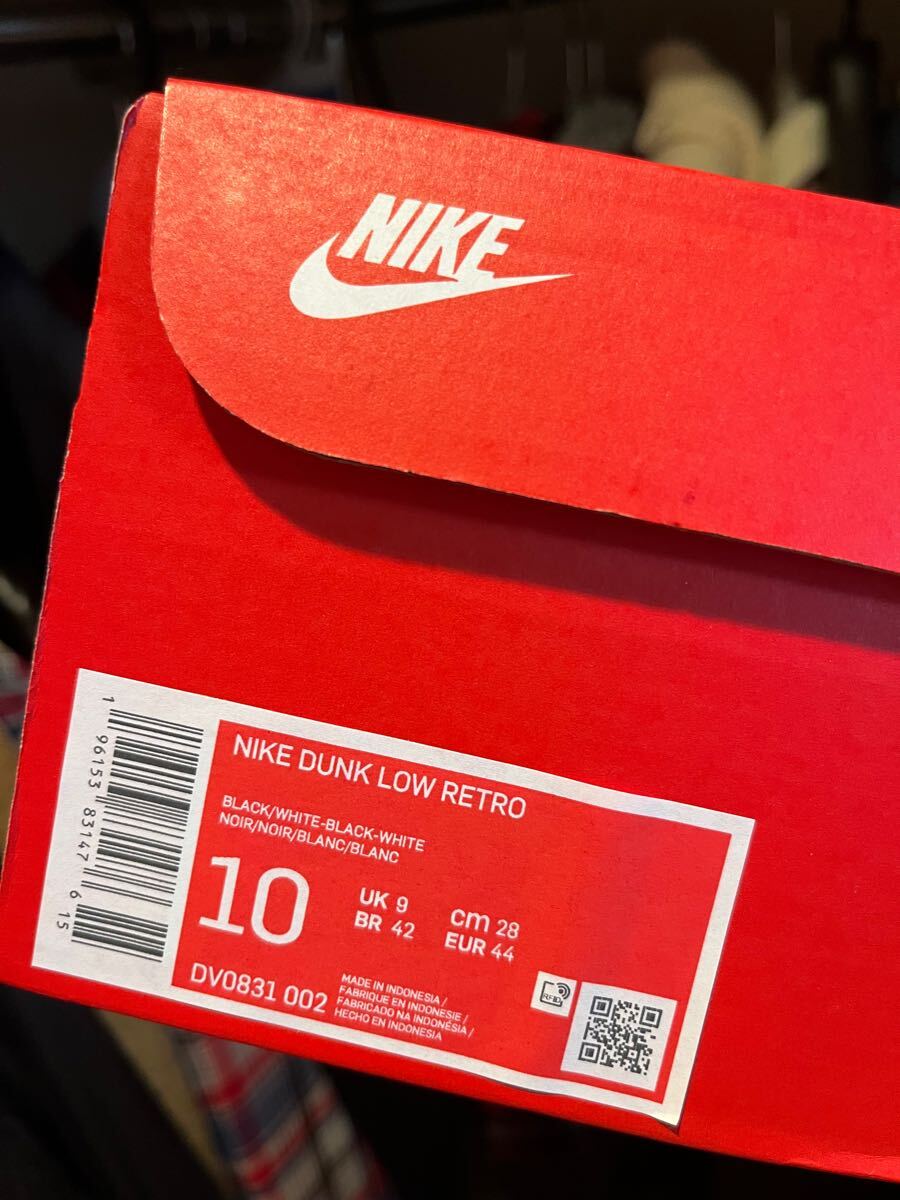 NIKE
NIKE DUNK LOW RETRO
BLACK/WHITE-BLACK-WHITE
NOIR/NOIR/BLANC/BLANC
10
UK 9
BR 42
cm 28
EUR 44
DV0831 002
MADE IN INDONESIA /
FABRIQUE EN INDONESIE /
FABRICADO NA INDONÉSIA /
HECHO EN INDONESIA
RFID
1 96153 83147 6 15